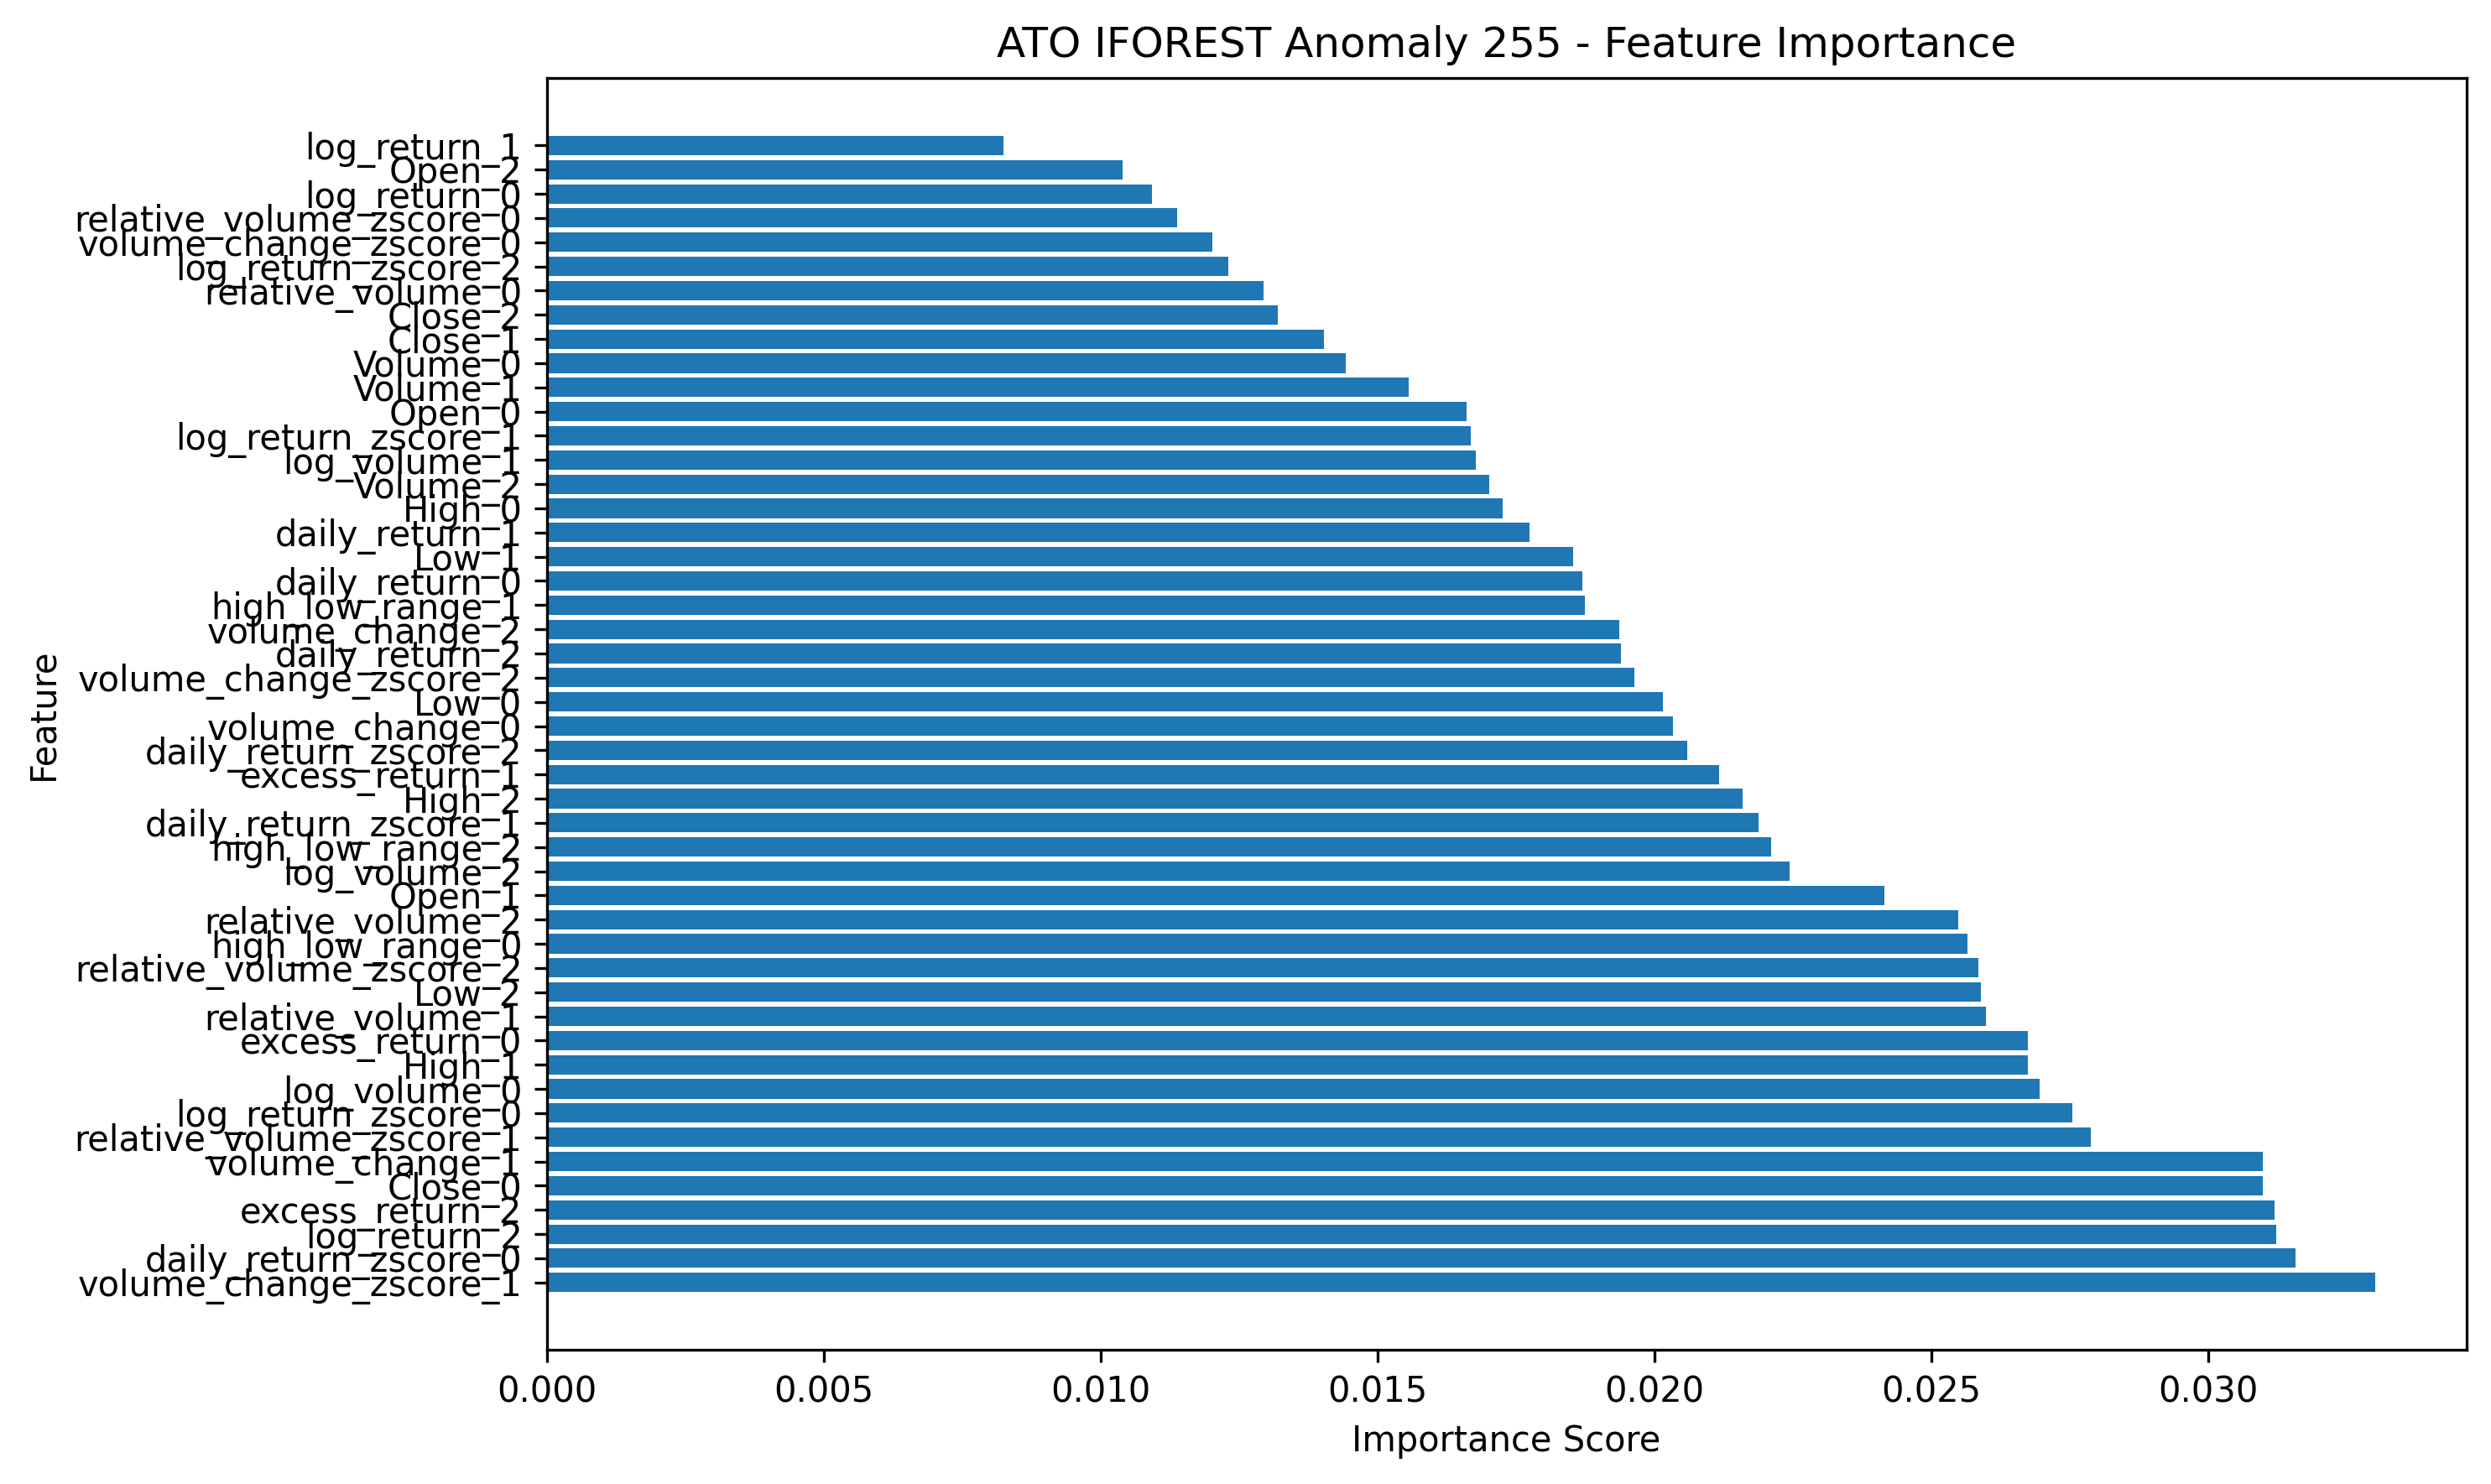 ATO IFOREST Anomaly 255 - Feature Importance
log_return_1
Open_2
log_return_0
relative_volume_zscore_0
volume_change_zscore_0
log_return_zscore_2
relative_volume_0
Close_2
Close_1
Volume_0
Volume_1
Open_0
log_return_zscore_1
log_volume_1
Volume_2
High_0
daily_return_1
Low_1
daily_return_0
high_low_range_1
volume_change_2
daily_return_2
volume_change_zscore_2
Low_0
volume_change_0
daily_return_zscore_2
excess_return_1
High_2
daily_return_zscore_1
high_low_range_2
log_volume_2
Open_1
relative_volume_2
high_low_range_0
relative_volume_zscore_2
Low_2
relative_volume_1
excess_return_0
High_1
log_volume_0
log_return_zscore_0
relative_volume_zscore_1
volume_change_1
Close_0
excess_return_2
log_return_2
daily_return_zscore_0
volume_change_zscore_1
Feature
0.000 0.005 0.010 0.015 0.020 0.025 0.030
Importance Score